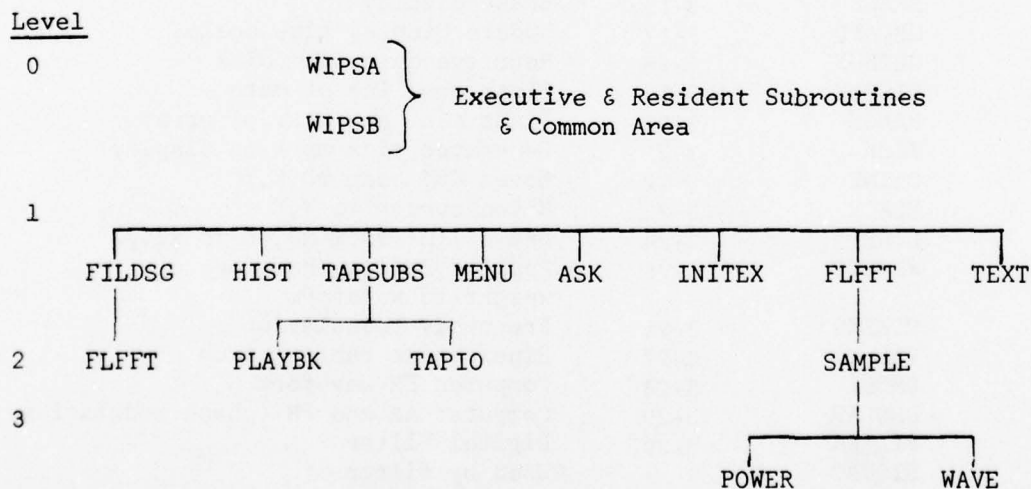 Level
0
WIPSA
WIPSB
Executive & Resident Subroutines
& Common Area
1
FILDSG HIST TAPSUBS MENU ASK INITEX FLFFT TEXT
2 FLFFT PLAYBK TAPIO SAMPLE
3
POWER WAVE